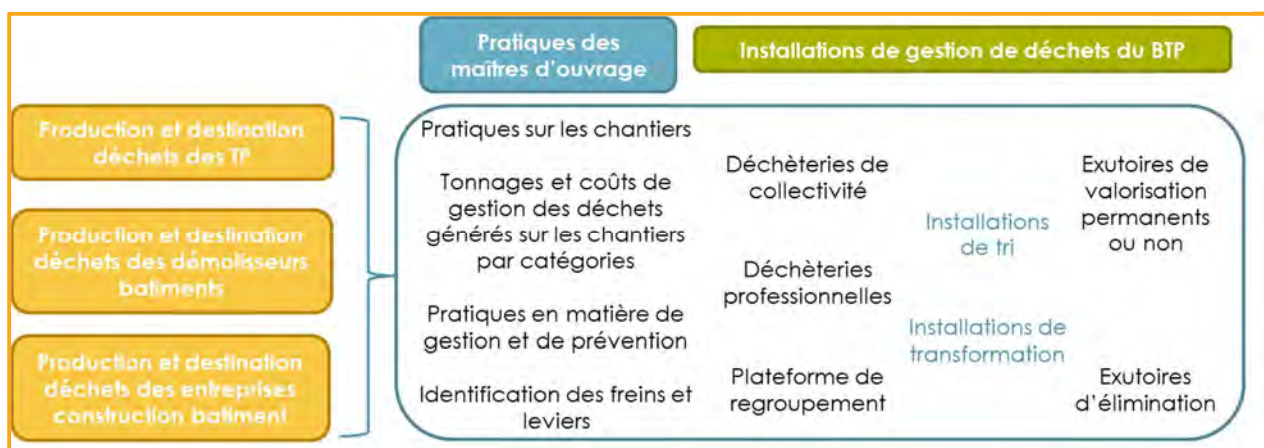 Pratiques des
maîtres d'ouvrage
Installations de gestion de déchets du BTP
Production et destination
déchets des TP
Production et destination
déchets des démolisseurs
batiments
Production et destination
déchets des entreprises
construction batiment
Pratiques sur les chantiers
Tonnages et coûts de
gestion des déchets
générés sur les chantiers
par catégories
Pratiques en matière de
gestion et de prévention
Identification des freins et
leviers
Déchèteries de
collectivité
Déchèteries
professionnelles
Plateforme de
regroupement
Installations
de tri
Installations de
transformation
Exutoires de
valorisation
permanents
ou non
Exutoires
d'élimination